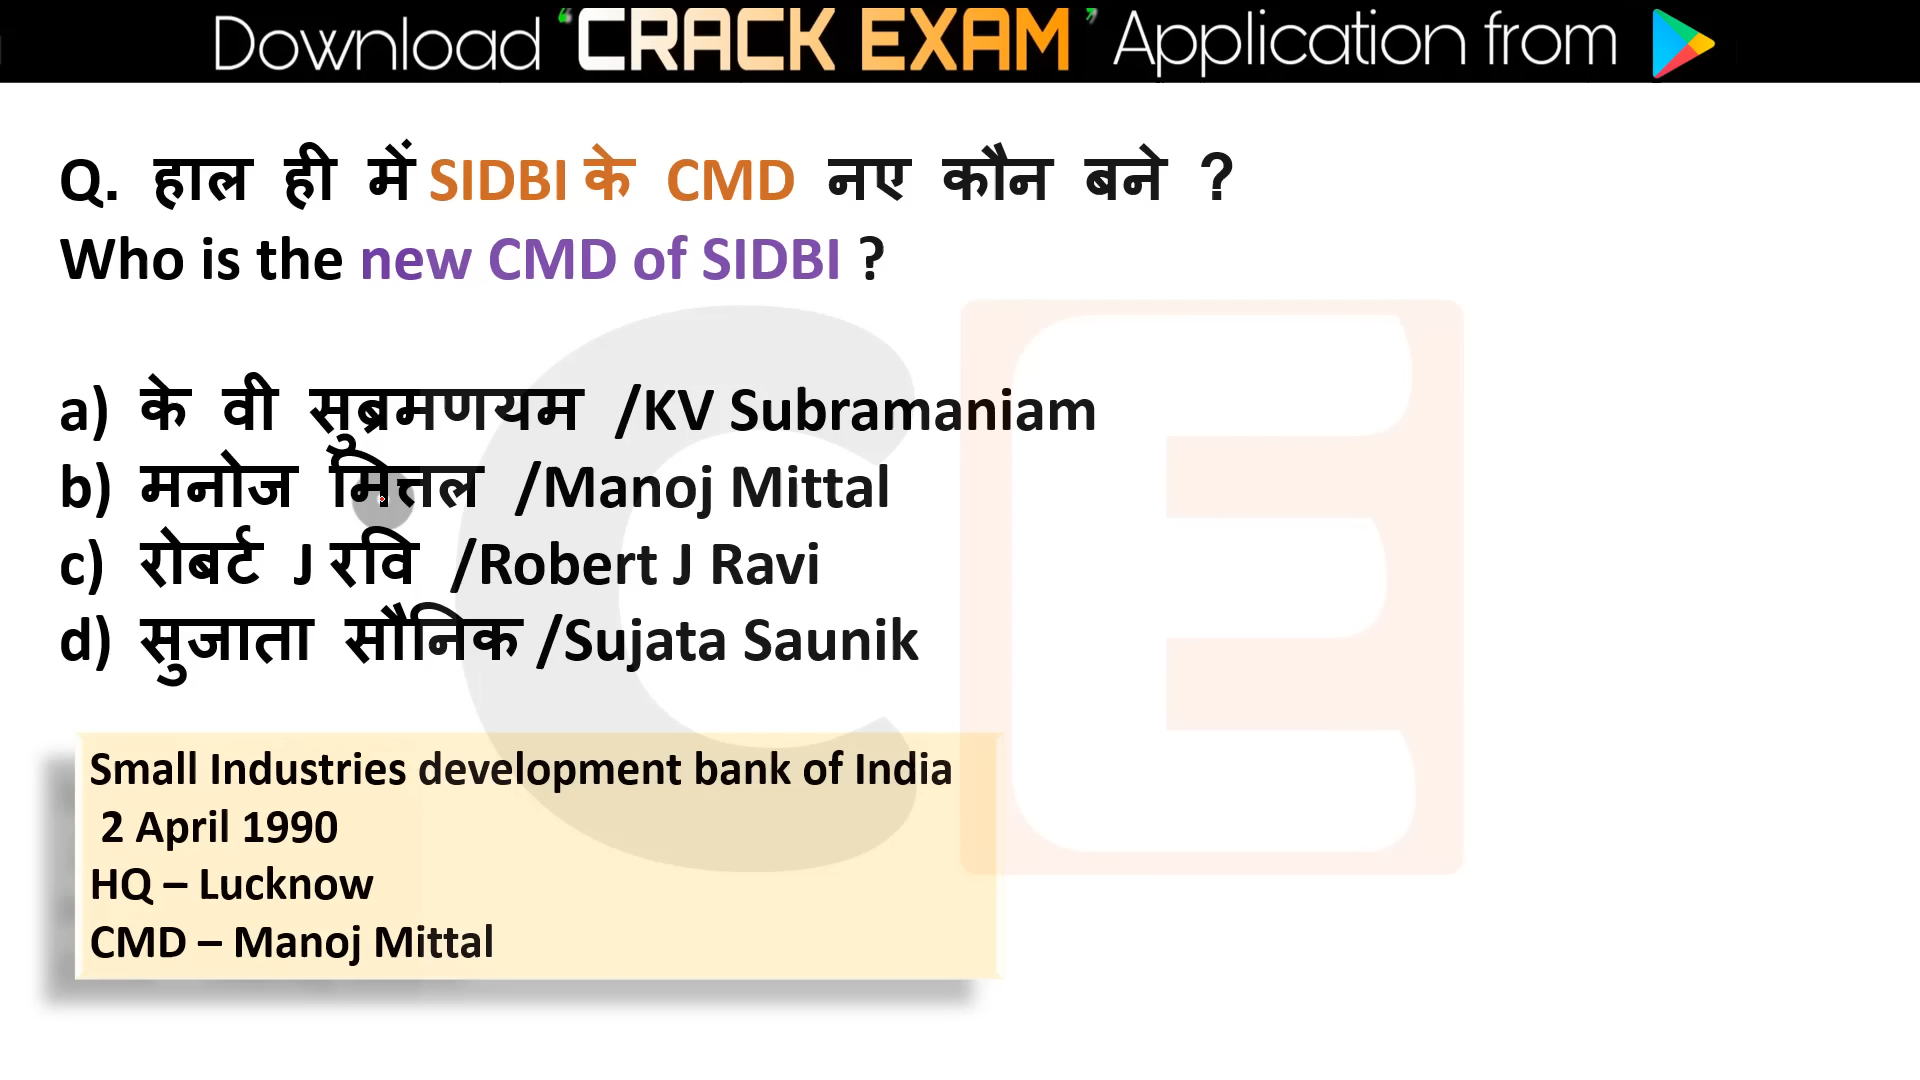 Download ‘CRACK EXAM’ Application from
Q. हाल ही में SIDBI के CMD नए कौन बने ?
Who is the new CMD of SIDBI ?
a) के वी सुब्रमणयम /KV Subramaniam
b) मनोज मित्तल /Manoj Mittal
c) रोबर्ट J रवि /Robert J Ravi
d) सुजाता सौनिक /Sujata Saunik
Small Industries development bank of India
2 April 1990
HQ – Lucknow
CMD – Manoj Mittal
CE